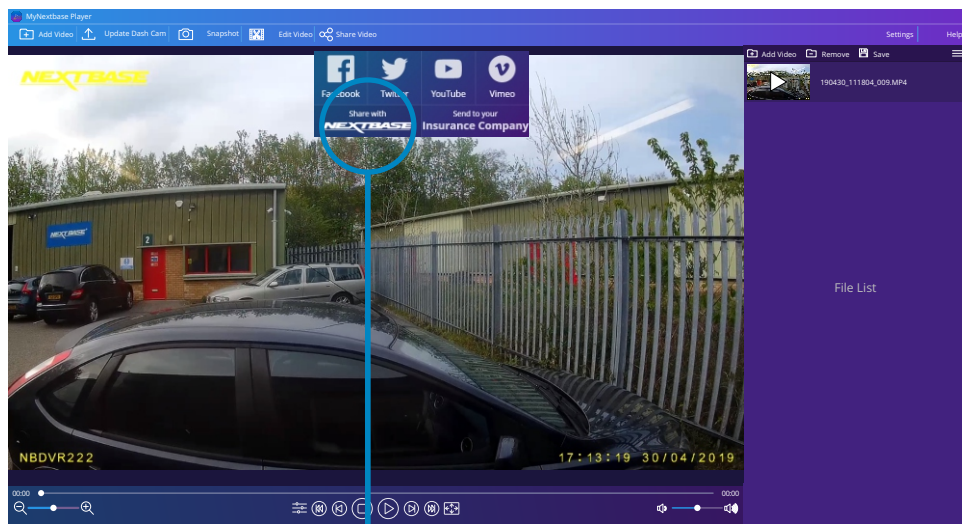 MyNextbase Player
Add Video Update Dash Cam Snapshot Edit Video Share Video Settings Help
Add Video Remove Save
Facebook Twitter YouTube Vimeo
Share with Send to your
NEXTBASE Insurance Company
190430_111804_009.MP4
NEXTBASE
NEXTBASE
2
File List
NBDVR222 17:13:19 30/04/2019
00:00 00:00